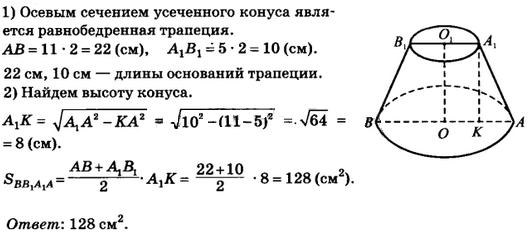 1) Осевым сечением усеченного конуса явля-
ется равнобедренная трапеция.
AB = 11 · 2 = 22 (см), A₁B₁ = 5 · 2 = 10 (см).
22 см, 10 см — длины оснований трапеции.
2) Найдем высоту конуса.
A₁K = √(A₁A² − KA²) = √(10² − (11−5)²) = √64 =
= 8 (см).
S_{BB₁A₁A} = (AB + A₁B₁)/2 · A₁K = (22+10)/2 · 8 = 128 (см²).
Ответ: 128 см².
B₁ O₁ A₁
B O K A